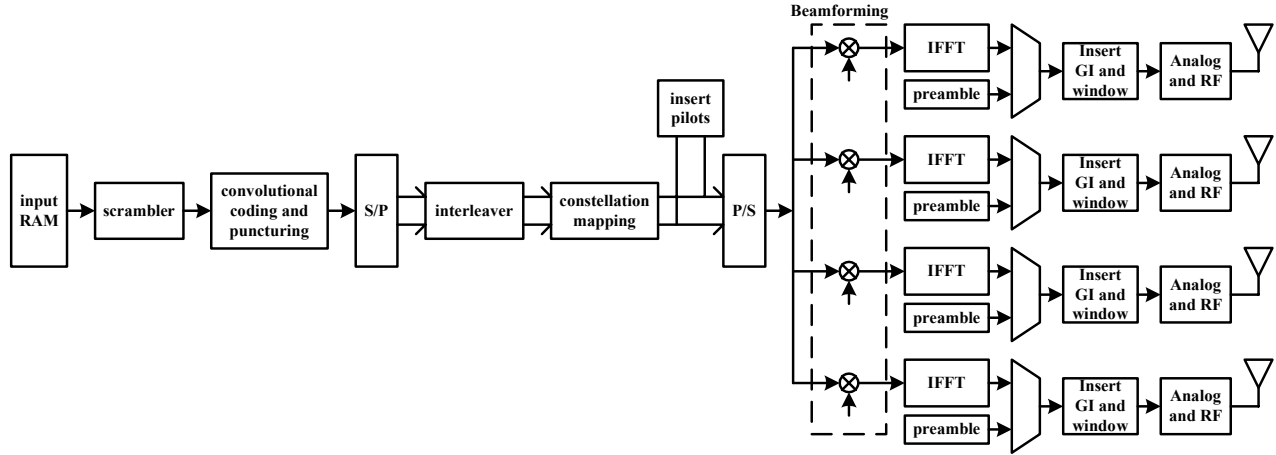 Beamforming
input
RAM
scrambler
convolutional
coding and
puncturing
S/P
interleaver
constellation
mapping
insert
pilots
P/S
IFFT
preamble
Insert
GI and
window
Analog
and RF
IFFT
preamble
Insert
GI and
window
Analog
and RF
IFFT
preamble
Insert
GI and
window
Analog
and RF
IFFT
preamble
Insert
GI and
window
Analog
and RF